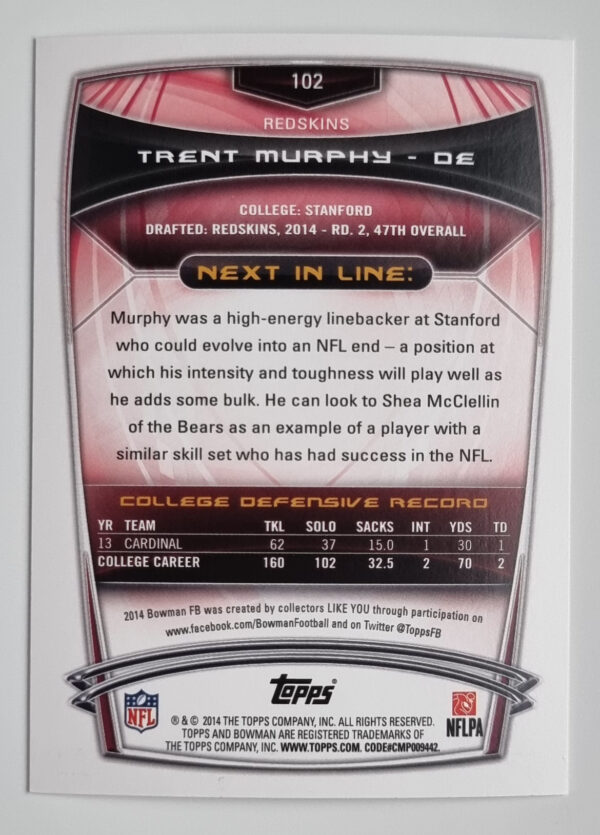 102
REDSKINS
TRENT MURPHY - DE
COLLEGE: STANFORD
DRAFTED: REDSKINS, 2014 - RD. 2, 47TH OVERALL
NEXT IN LINE:
Murphy was a high-energy linebacker at Stanford
who could evolve into an NFL end – a position at
which his intensity and toughness will play well as
he adds some bulk. He can look to Shea McClellin
of the Bears as an example of a player with a
similar skill set who has had success in the NFL.
COLLEGE DEFENSIVE RECORD
YR TEAM TKL SOLO SACKS INT YDS TD
13 CARDINAL 62 37 15.0 1 30 1
COLLEGE CAREER 160 102 32.5 2 70 2
2014 Bowman FB was created by collectors LIKE YOU through participation on
www.facebook.com/BowmanFootball and on Twitter @ToppsFB
topps®
NFL
NFLPA
® & © 2014 THE TOPPS COMPANY, INC. ALL RIGHTS RESERVED.
TOPPS AND BOWMAN ARE REGISTERED TRADEMARKS OF
THE TOPPS COMPANY, INC. WWW.TOPPS.COM. CODE#CMP009442.